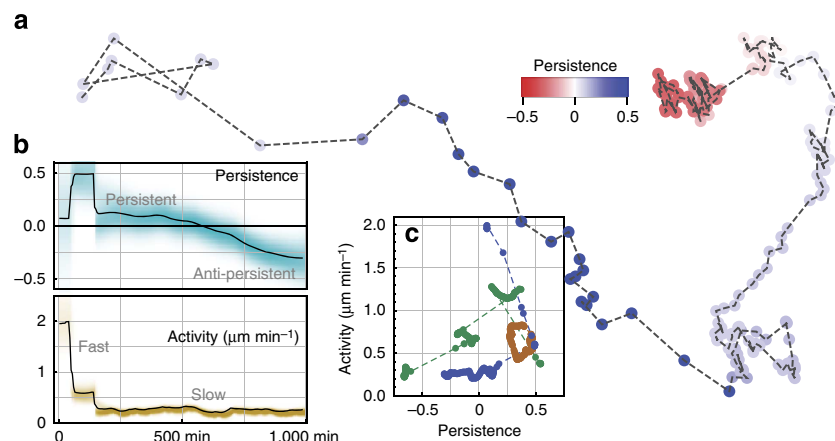 a
Persistence
−0.5 0 0.5
b
0.5
Persistence
Persistent
0.0
Anti-persistent
−0.5
2
Activity (μm min−1)
Fast
1
Slow
0
0 500 min 1,000 min
c
2.0
1.5
1.0
0.5
0.0
Activity (μm min−1)
−0.5 0 0.5
Persistence